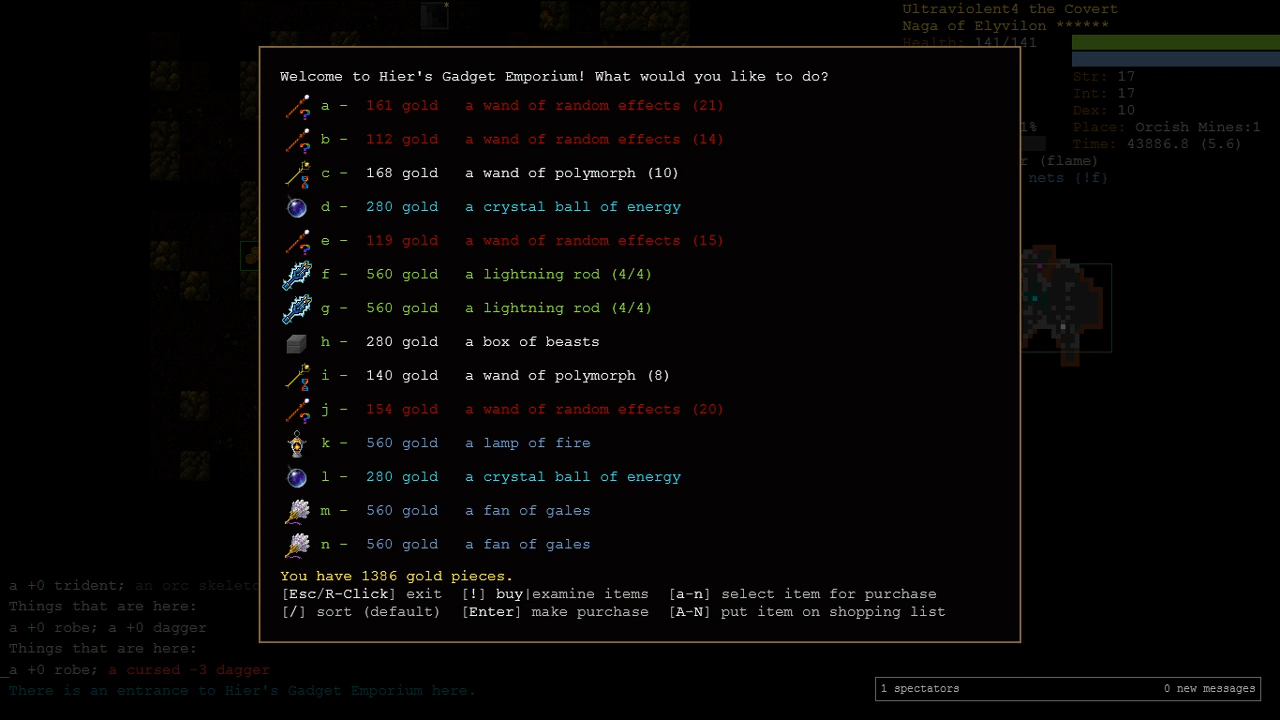 Ultraviolent4 the Covert
Naga of Elyvilon ******
Health: 141/141
Str: 17
Int: 17
Dex: 10
1% Place: Orcish Mines:1
Time: 43886.8 (5.6)
r (flame)
nets {!f}
Welcome to Hier's Gadget Emporium! What would you like to do?
a - 161 gold a wand of random effects (21)
b - 112 gold a wand of random effects (14)
c - 168 gold a wand of polymorph (10)
d - 280 gold a crystal ball of energy
e - 119 gold a wand of random effects (15)
f - 560 gold a lightning rod (4/4)
g - 560 gold a lightning rod (4/4)
h - 280 gold a box of beasts
i - 140 gold a wand of polymorph (8)
j - 154 gold a wand of random effects (20)
k - 560 gold a lamp of fire
l - 280 gold a crystal ball of energy
m - 560 gold a fan of gales
n - 560 gold a fan of gales
You have 1386 gold pieces.
[Esc/R-Click] exit [!] buy|examine items [a-n] select item for purchase
[/] sort (default) [Enter] make purchase [A-N] put item on shopping list
a +0 trident; an orc skeleto
Things that are here:
a +0 robe; a +0 dagger
Things that are here:
_a +0 robe; a cursed -3 dagger
There is an entrance to Hier's Gadget Emporium here.
1 spectators 0 new messages